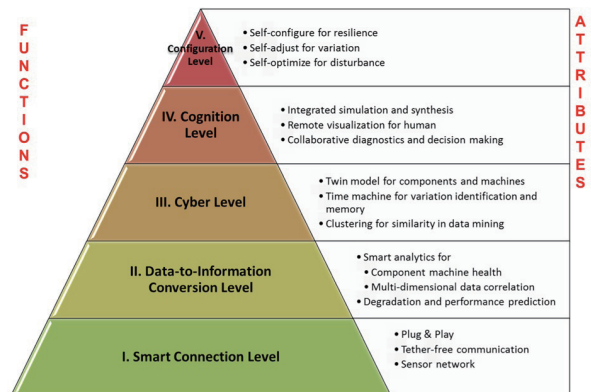 FUNCTIONS
ATTRIBUTES
V.
Configuration
Level
• Self-configure for resilience
• Self-adjust for variation
• Self-optimize for disturbance
IV. Cognition
Level
• Integrated simulation and synthesis
• Remote visualization for human
• Collaborative diagnostics and decision making
III. Cyber Level
• Twin model for components and machines
• Time machine for variation identification and
memory
• Clustering for similarity in data mining
II. Data-to-Information
Conversion Level
• Smart analytics for
• Component machine health
• Multi-dimensional data correlation
• Degradation and performance prediction
I. Smart Connection Level
• Plug & Play
• Tether-free communication
• Sensor network